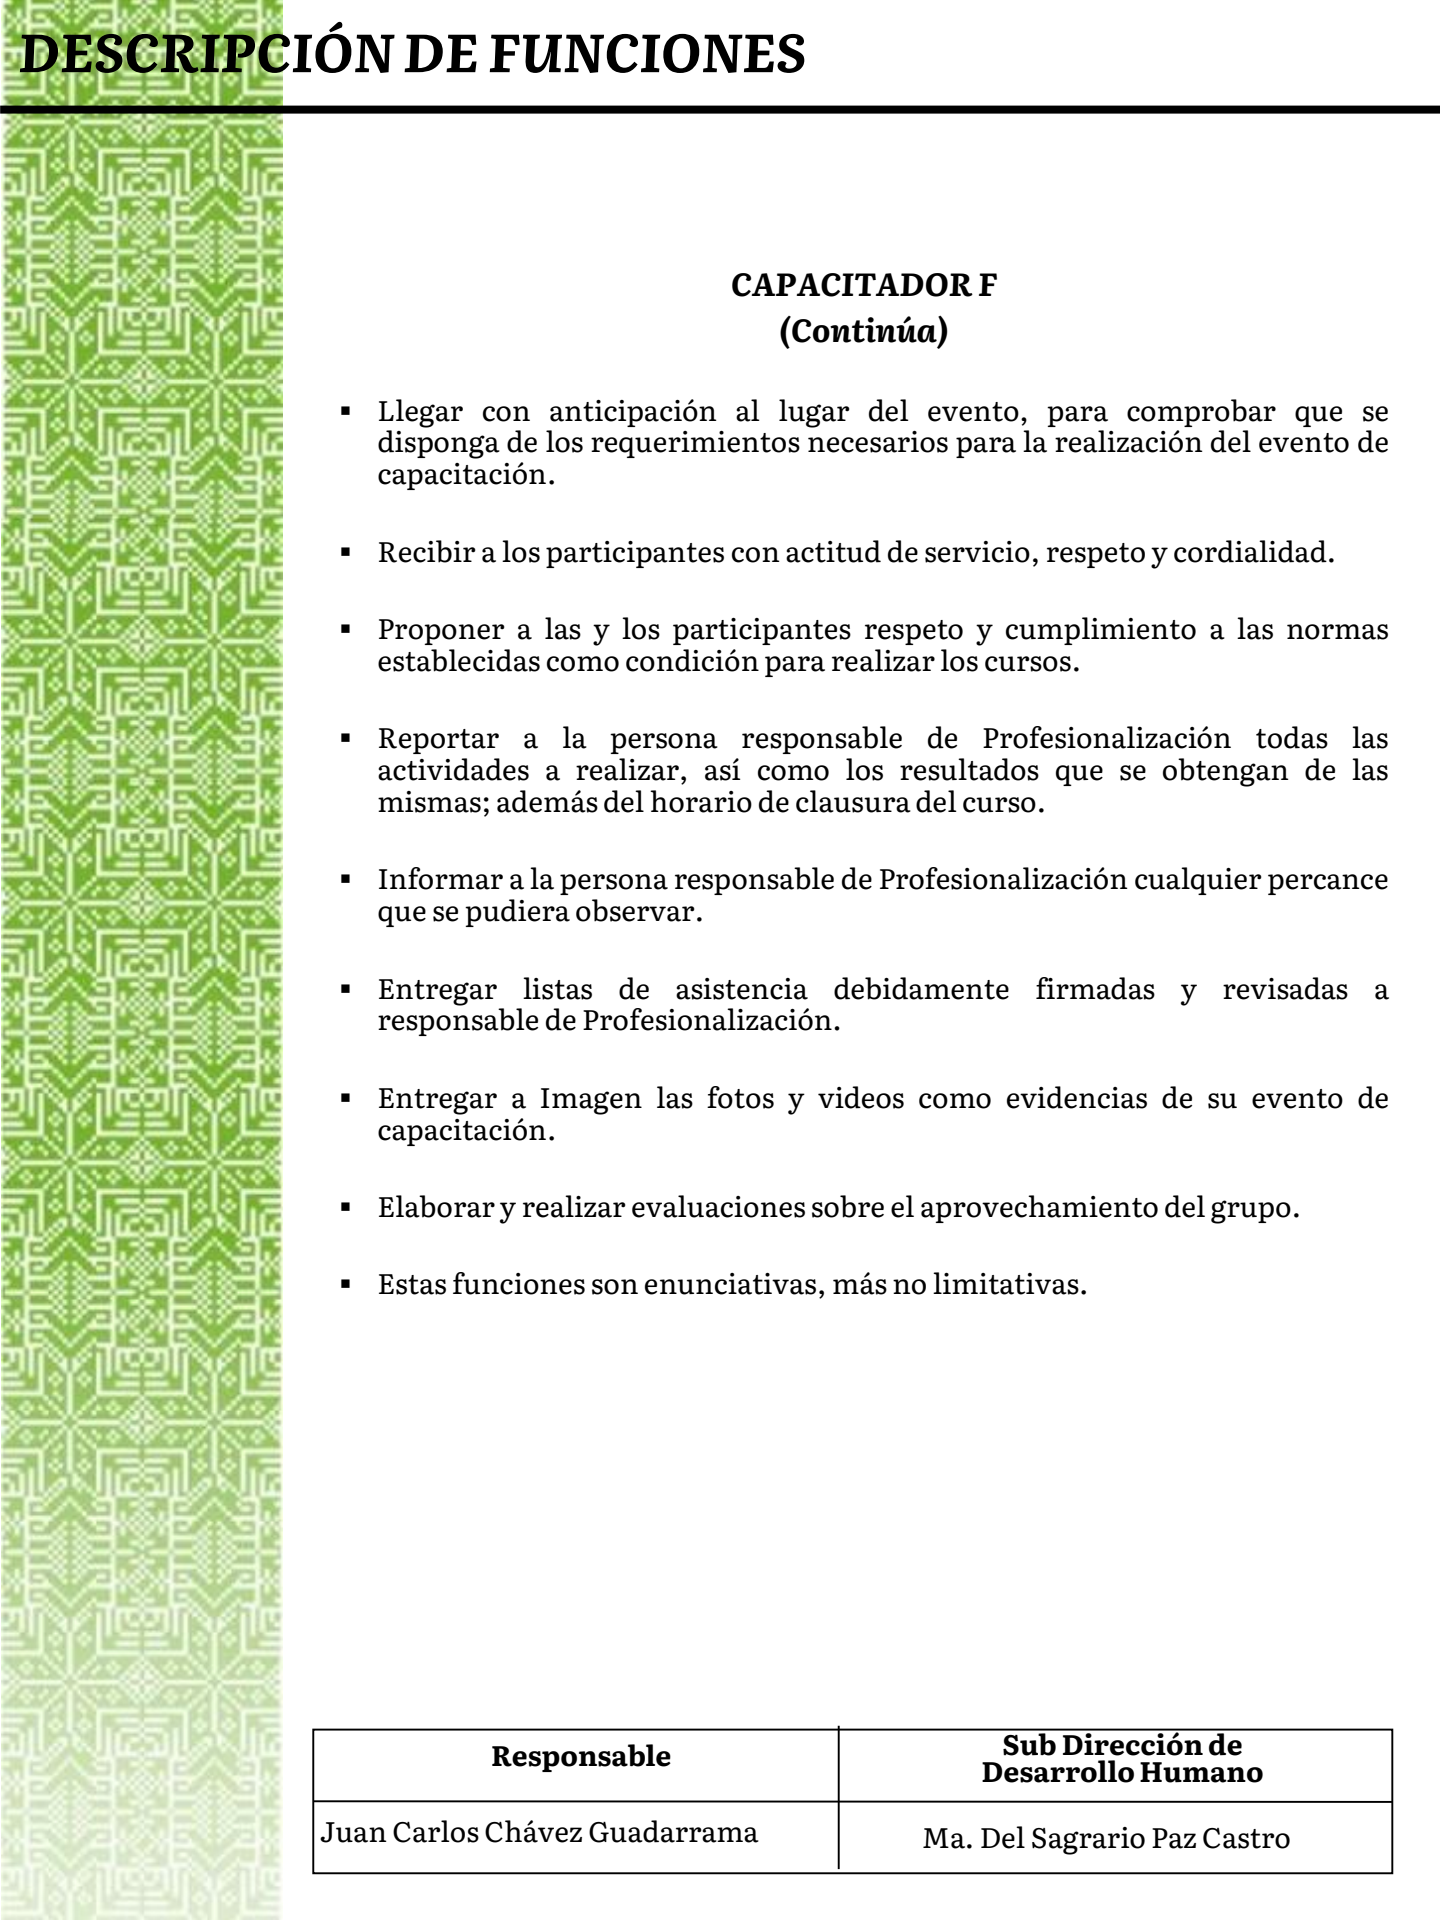 DESCRIPCIÓN DE FUNCIONES
CAPACITADOR F
(Continúa)
▪ Llegar con anticipación al lugar del evento, para comprobar que se
disponga de los requerimientos necesarios para la realización del evento de
capacitación.
▪ Recibir a los participantes con actitud de servicio, respeto y cordialidad.
▪ Proponer a las y los participantes respeto y cumplimiento a las normas
establecidas como condición para realizar los cursos.
▪ Reportar a la persona responsable de Profesionalización todas las
actividades a realizar, así como los resultados que se obtengan de las
mismas; además del horario de clausura del curso.
▪ Informar a la persona responsable de Profesionalización cualquier percance
que se pudiera observar.
▪ Entregar listas de asistencia debidamente firmadas y revisadas a
responsable de Profesionalización.
▪ Entregar a Imagen las fotos y videos como evidencias de su evento de
capacitación.
▪ Elaborar y realizar evaluaciones sobre el aprovechamiento del grupo.
▪ Estas funciones son enunciativas, más no limitativas.
Responsable
Sub Dirección de
Desarrollo Humano
Juan Carlos Chávez Guadarrama
Ma. Del Sagrario Paz Castro